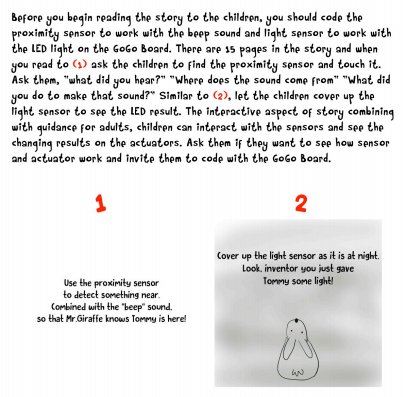 Before you begin reading the story to the children, you should code the
proximity sensor to work with the beep sound and light sensor to work with
the LED light on the GoGo Board. There are 15 pages in the story and when
you read to (1) ask the children to find the proximity sensor and touch it.
Ask them, "what did you hear?" "Where does the sound come from" "What did
you do to make that sound?" Similar to (2), let the children cover up the
light sensor to see the LED result. The interactive aspect of story combining
with guidance for adults, children can interact with the sensors and see the
changing results on the actuators. Ask them if they want to see how sensor
and actuator work and invite them to code with the GoGo Board.
1
Use the proximity sensor
to detect something near.
Combined with the "beep" sound,
so that Mr.Giraffe knows Tommy is here!
2
Cover up the light sensor as it is at night.
Look, inventor you just gave
Tommy some light!